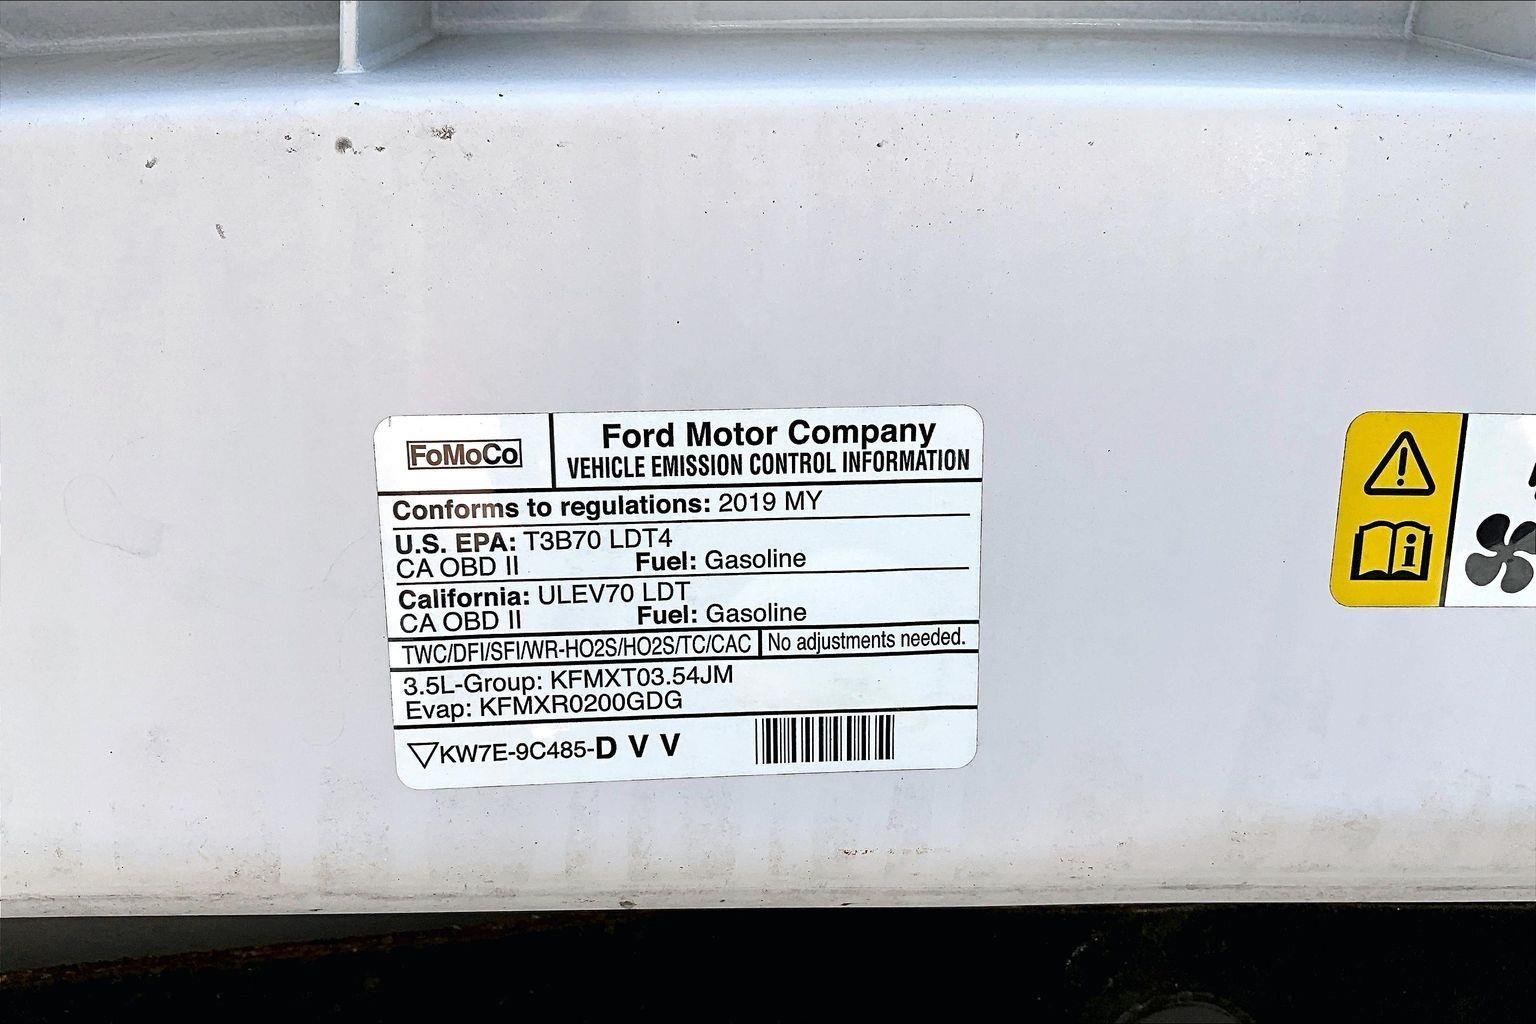 FoMoCo
Ford Motor Company
VEHICLE EMISSION CONTROL INFORMATION
Conforms to regulations: 2019 MY
U.S. EPA: T3B70 LDT4
CA OBD II Fuel: Gasoline
California: ULEV70 LDT
CA OBD II Fuel: Gasoline
TWC/DFI/SFI/WR-HO2S/HO2S/TC/CAC No adjustments needed.
3.5L-Group: KFMXT03.54JM
Evap: KFMXR0200GDG
KW7E-9C485-D V V